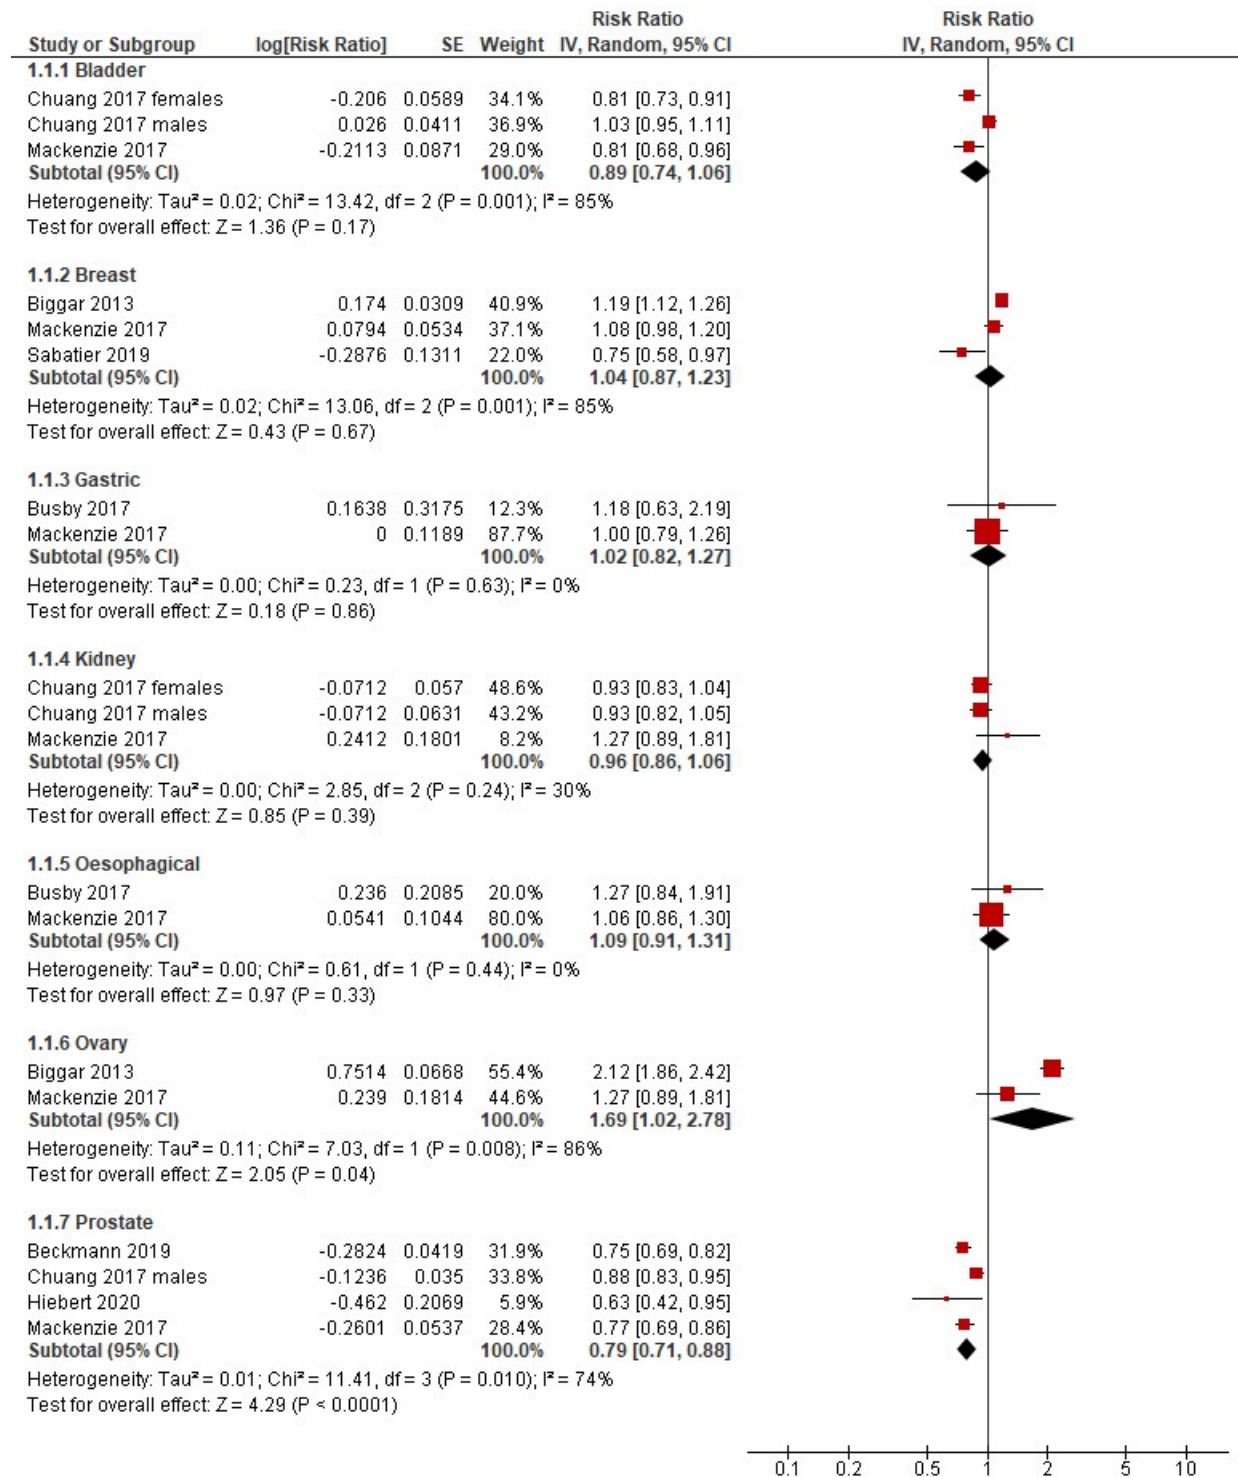 Risk Ratio Risk Ratio
Study or Subgroup log[Risk Ratio] SE Weight IV, Random, 95% CI IV, Random, 95% CI
1.1.1 Bladder
Chuang 2017 females -0.206 0.0589 34.1% 0.81 [0.73, 0.91]
Chuang 2017 males 0.026 0.0411 36.9% 1.03 [0.95, 1.11]
Mackenzie 2017 -0.2113 0.0871 29.0% 0.81 [0.68, 0.96]
Subtotal (95% CI) 100.0% 0.89 [0.74, 1.06]
Heterogeneity: Tau² = 0.02; Chi² = 13.42, df = 2 (P = 0.001); I² = 85%
Test for overall effect: Z = 1.36 (P = 0.17)
1.1.2 Breast
Biggar 2013 0.174 0.0309 40.9% 1.19 [1.12, 1.26]
Mackenzie 2017 0.0794 0.0534 37.1% 1.08 [0.98, 1.20]
Sabatier 2019 -0.2876 0.1311 22.0% 0.75 [0.58, 0.97]
Subtotal (95% CI) 100.0% 1.04 [0.87, 1.23]
Heterogeneity: Tau² = 0.02; Chi² = 13.06, df = 2 (P = 0.001); I² = 85%
Test for overall effect: Z = 0.43 (P = 0.67)
1.1.3 Gastric
Busby 2017 0.1638 0.3175 12.3% 1.18 [0.63, 2.19]
Mackenzie 2017 0 0.1189 87.7% 1.00 [0.79, 1.26]
Subtotal (95% CI) 100.0% 1.02 [0.82, 1.27]
Heterogeneity: Tau² = 0.00; Chi² = 0.23, df = 1 (P = 0.63); I² = 0%
Test for overall effect: Z = 0.18 (P = 0.86)
1.1.4 Kidney
Chuang 2017 females -0.0712 0.057 48.6% 0.93 [0.83, 1.04]
Chuang 2017 males -0.0712 0.0631 43.2% 0.93 [0.82, 1.05]
Mackenzie 2017 0.2412 0.1801 8.2% 1.27 [0.89, 1.81]
Subtotal (95% CI) 100.0% 0.96 [0.86, 1.06]
Heterogeneity: Tau² = 0.00; Chi² = 2.85, df = 2 (P = 0.24); I² = 30%
Test for overall effect: Z = 0.85 (P = 0.39)
1.1.5 Oesophagical
Busby 2017 0.236 0.2085 20.0% 1.27 [0.84, 1.91]
Mackenzie 2017 0.0541 0.1044 80.0% 1.06 [0.86, 1.30]
Subtotal (95% CI) 100.0% 1.09 [0.91, 1.31]
Heterogeneity: Tau² = 0.00; Chi² = 0.61, df = 1 (P = 0.44); I² = 0%
Test for overall effect: Z = 0.97 (P = 0.33)
1.1.6 Ovary
Biggar 2013 0.7514 0.0668 55.4% 2.12 [1.86, 2.42]
Mackenzie 2017 0.239 0.1814 44.6% 1.27 [0.89, 1.81]
Subtotal (95% CI) 100.0% 1.69 [1.02, 2.78]
Heterogeneity: Tau² = 0.11; Chi² = 7.03, df = 1 (P = 0.008); I² = 86%
Test for overall effect: Z = 2.05 (P = 0.04)
1.1.7 Prostate
Beckmann 2019 -0.2824 0.0419 31.9% 0.75 [0.69, 0.82]
Chuang 2017 males -0.1236 0.035 33.8% 0.88 [0.83, 0.95]
Hiebert 2020 -0.462 0.2069 5.9% 0.63 [0.42, 0.95]
Mackenzie 2017 -0.2601 0.0537 28.4% 0.77 [0.69, 0.86]
Subtotal (95% CI) 100.0% 0.79 [0.71, 0.88]
Heterogeneity: Tau² = 0.01; Chi² = 11.41, df = 3 (P = 0.010); I² = 74%
Test for overall effect: Z = 4.29 (P < 0.0001)
0.1 0.2 0.5 1 2 5 10